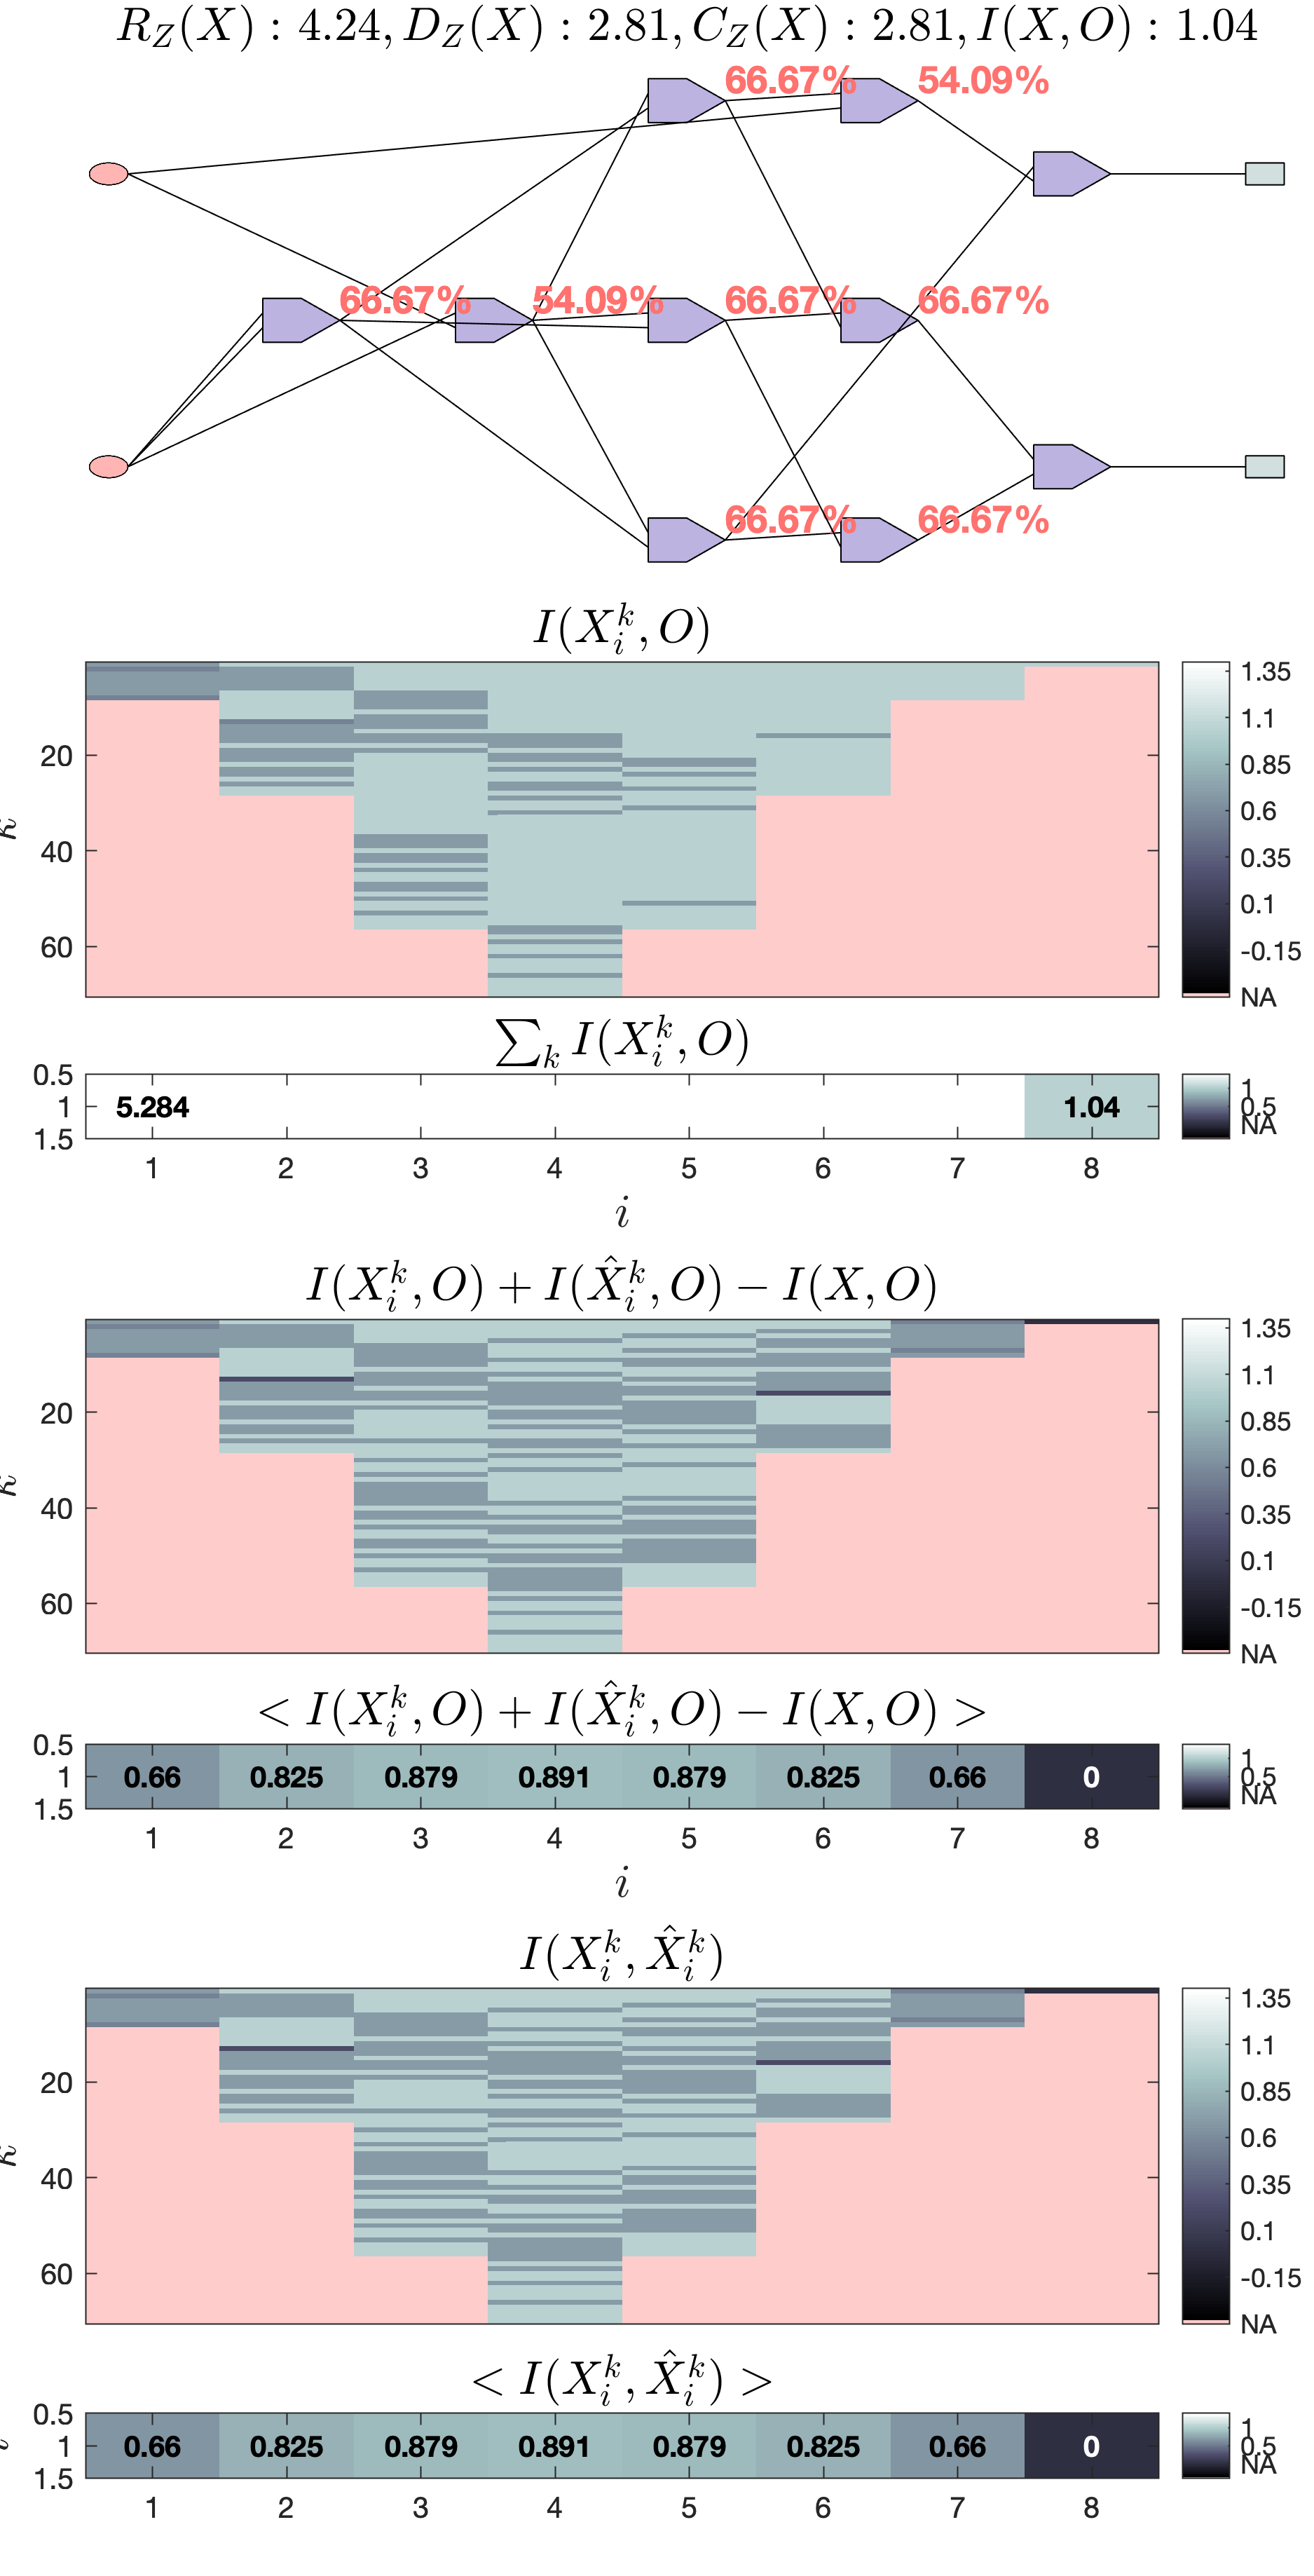 R_Z(X) : 4.24, D_Z(X) : 2.81, C_Z(X) : 2.81, I(X, O) : 1.04
66.67% 54.09%
66.67% 54.09% 66.67% 66.67%
66.67% 66.67%
I(X_i^k, O)
1.35
1.1
20 0.85
0.6
k
40 0.35
0.1
60 -0.15
NA
∑_k I(X_i^k, O)
0.5
1 5.284 1.04 1 0.5 NA
1.5
1 2 3 4 5 6 7 8
i
I(X_i^k, O) + I(X̂_i^k, O) − I(X, O)
1.35
1.1
20 0.85
0.6
k
40 0.35
0.1
60 -0.15
NA
< I(X_i^k, O) + I(X̂_i^k, O) − I(X, O) >
0.5
1 0.66 0.825 0.879 0.891 0.879 0.825 0.66 0 1 0.5 NA
1.5
1 2 3 4 5 6 7 8
i
I(X_i^k, X̂_i^k)
1.35
1.1
20 0.85
0.6
k
40 0.35
0.1
60 -0.15
NA
< I(X_i^k, X̂_i^k) >
0.5
1 0.66 0.825 0.879 0.891 0.879 0.825 0.66 0 1 0.5 NA
1.5
1 2 3 4 5 6 7 8